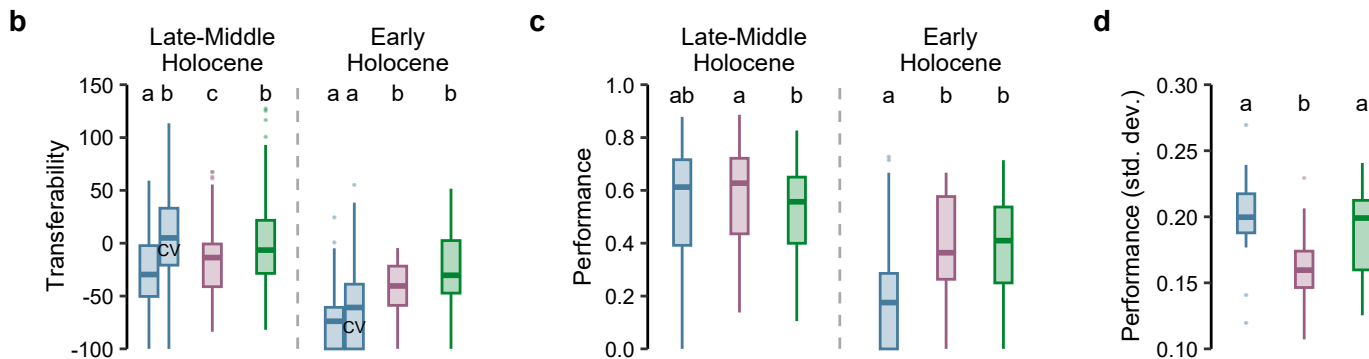 b
Late-Middle
Holocene
Early
Holocene
Transferability
150
100
50
0
-50
-100
a b c b
a a b b
CV
CV
c
Late-Middle
Holocene
Early
Holocene
Performance
1.0
0.8
0.6
0.4
0.2
0.0
ab a b
a b b
d
Performance (std. dev.)
0.30
0.25
0.20
0.15
0.10
a b a